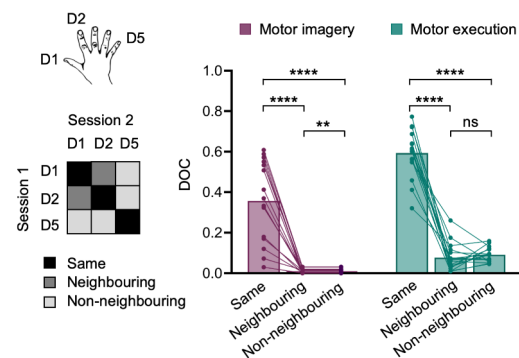 D2
D5
D1
Session 2
D1 D2 D5
Session 1
D1
D2
D5
Same
Neighbouring
Non-neighbouring
Motor imagery
Motor execution
DOC
1.0
0.8
0.6
0.4
0.2
0.0
****
****
**
****
****
ns
Same
Neighbouring
Non-neighbouring
Same
Neighbouring
Non-neighbouring